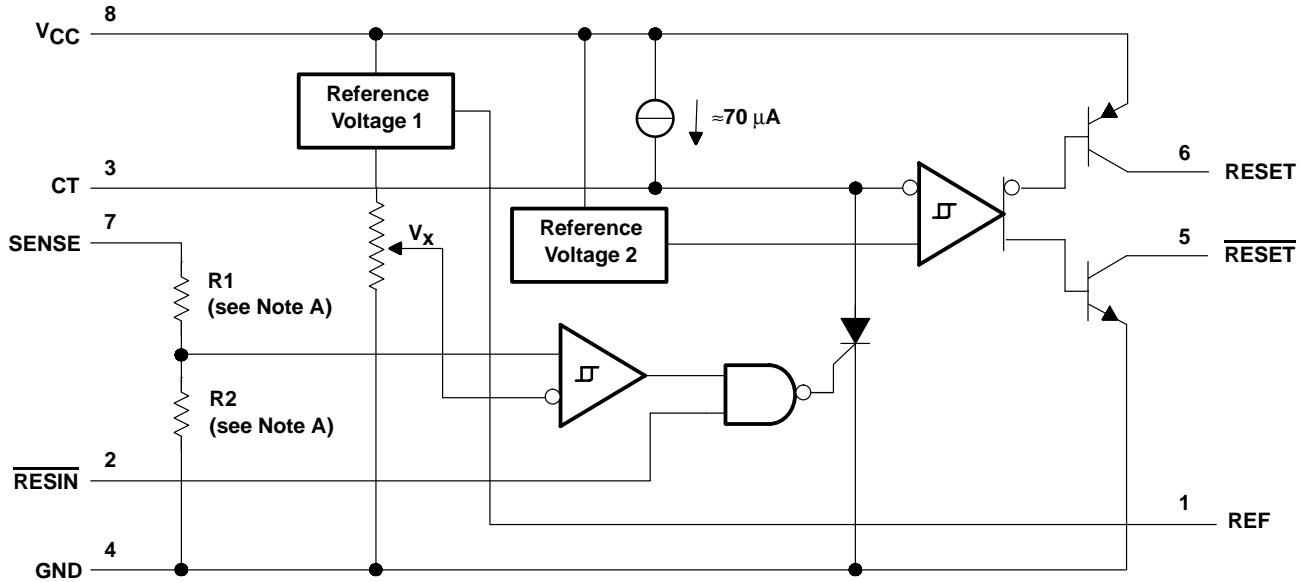 8
VCC
Reference
Voltage 1
≈70 μA
3
CT
6
RESET
7
SENSE
VX
Reference
Voltage 2
5
RESET
R1
(see Note A)
R2
(see Note A)
2
RESIN
1
REF
4
GND